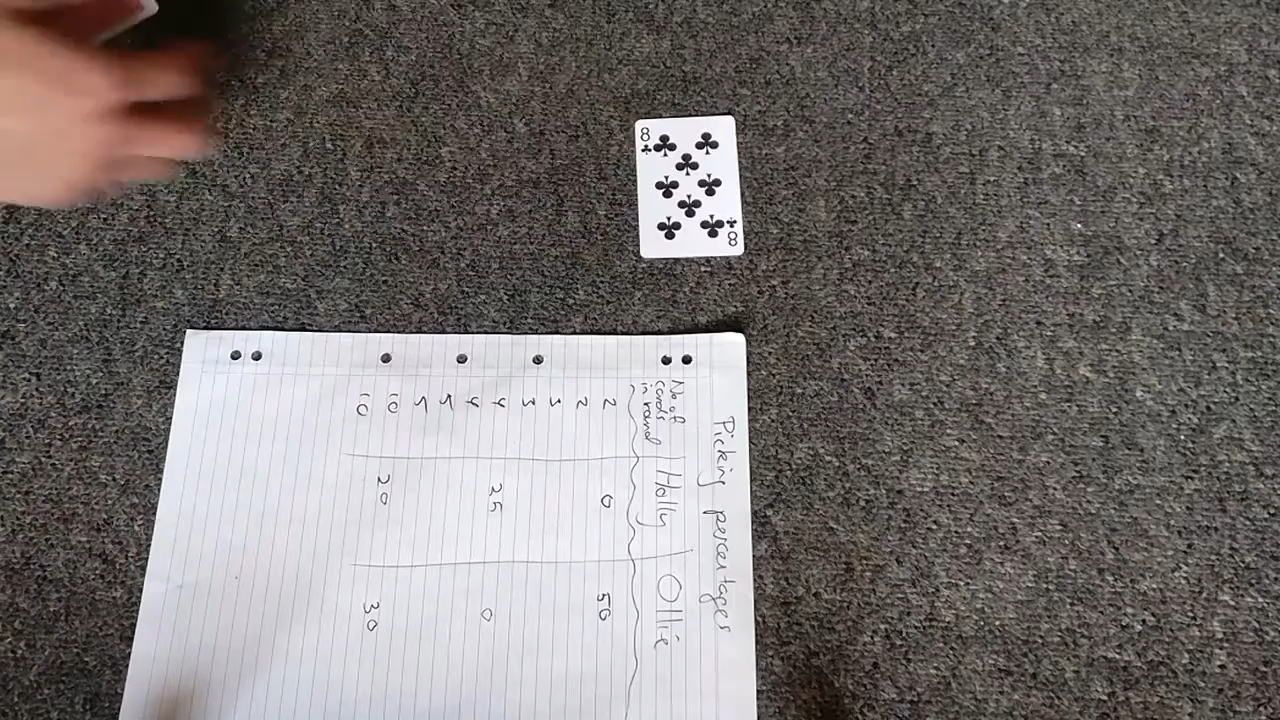 8
8
Picking percentages
No of
cards
in round Holly Ollie
2 0 50
2
3
3
4 25 0
4
5
5
10 20 30
10